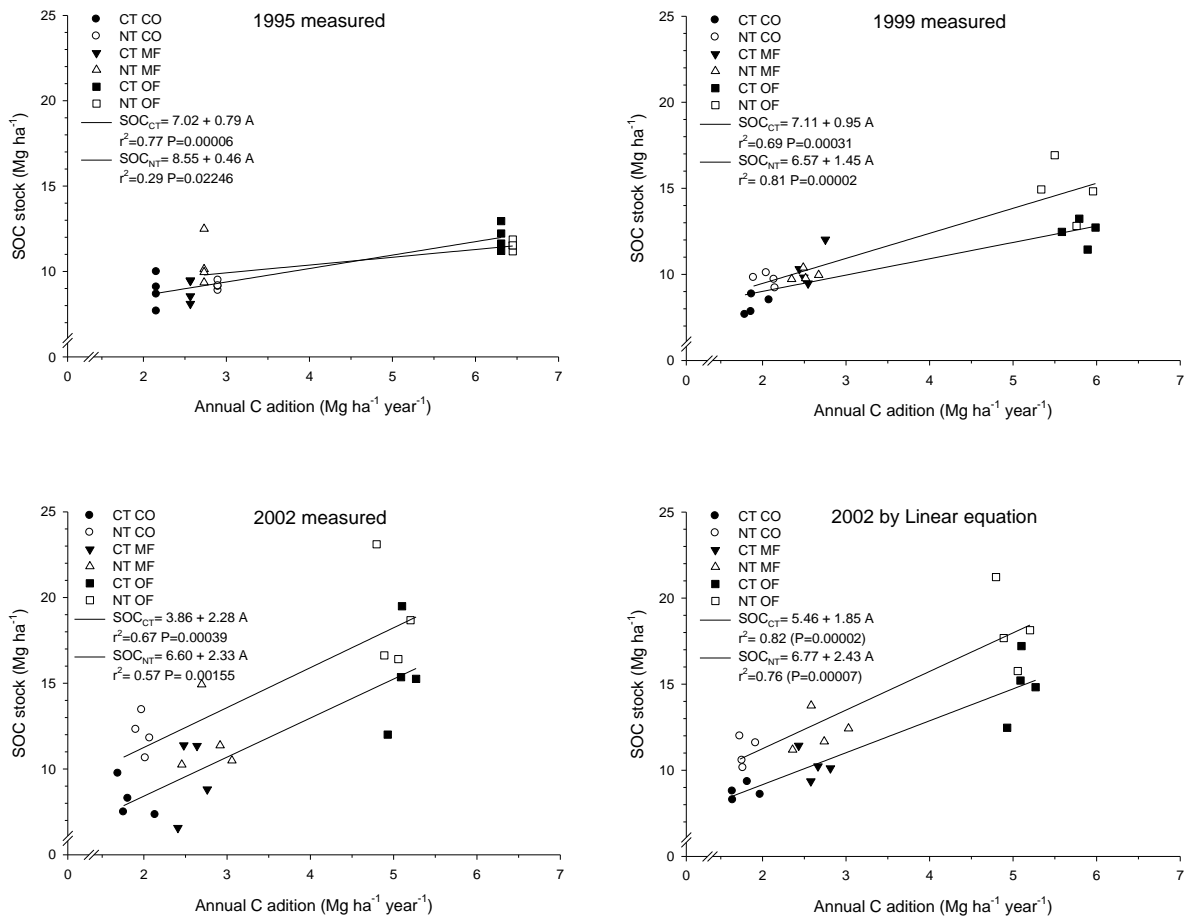 1995 measured
25
20
15
10
5
0
SOC stock (Mg ha⁻¹)
CT CO
NT CO
CT MF
NT MF
CT OF
NT OF
SOC_CT= 7.02 + 0.79 A
r²=0.77 P=0.00006
SOC_NT= 8.55 + 0.46 A
r²=0.29 P=0.02246
0 2 3 4 5 6 7
Annual C adition (Mg ha⁻¹ year⁻¹)
1999 measured
25
20
15
10
5
0
SOC stock (Mg ha⁻¹)
CT CO
NT CO
CT MF
NT MF
CT OF
NT OF
SOC_CT= 7.11 + 0.95 A
r²=0.69 P=0.00031
SOC_NT= 6.57 + 1.45 A
r²= 0.81 P=0.00002
0 2 3 4 5 6 7
Annual C adition (Mg ha⁻¹ year⁻¹)
2002 measured
25
20
15
10
0
SOC stock (Mg ha⁻¹)
CT CO
NT CO
CT MF
NT MF
CT OF
NT OF
SOC_CT= 3.86 + 2.28 A
r²=0.67 P=0.00039
SOC_NT= 6.60 + 2.33 A
r²= 0.57 P= 0.00155
0 2 3 4 5 6 7
Annual C adition (Mg ha⁻¹ year⁻¹)
2002 by Linear equation
25
20
15
10
0
SOC stock (Mg ha⁻¹)
CT CO
NT CO
CT MF
NT MF
CT OF
NT OF
SOC_CT= 5.46 + 1.85 A
r²= 0.82 (P=0.00002)
SOC_NT= 6.77 + 2.43 A
r²=0.76 (P=0.00007)
0 2 3 4 5 6 7
Annual C adition (Mg ha⁻¹ year⁻¹)